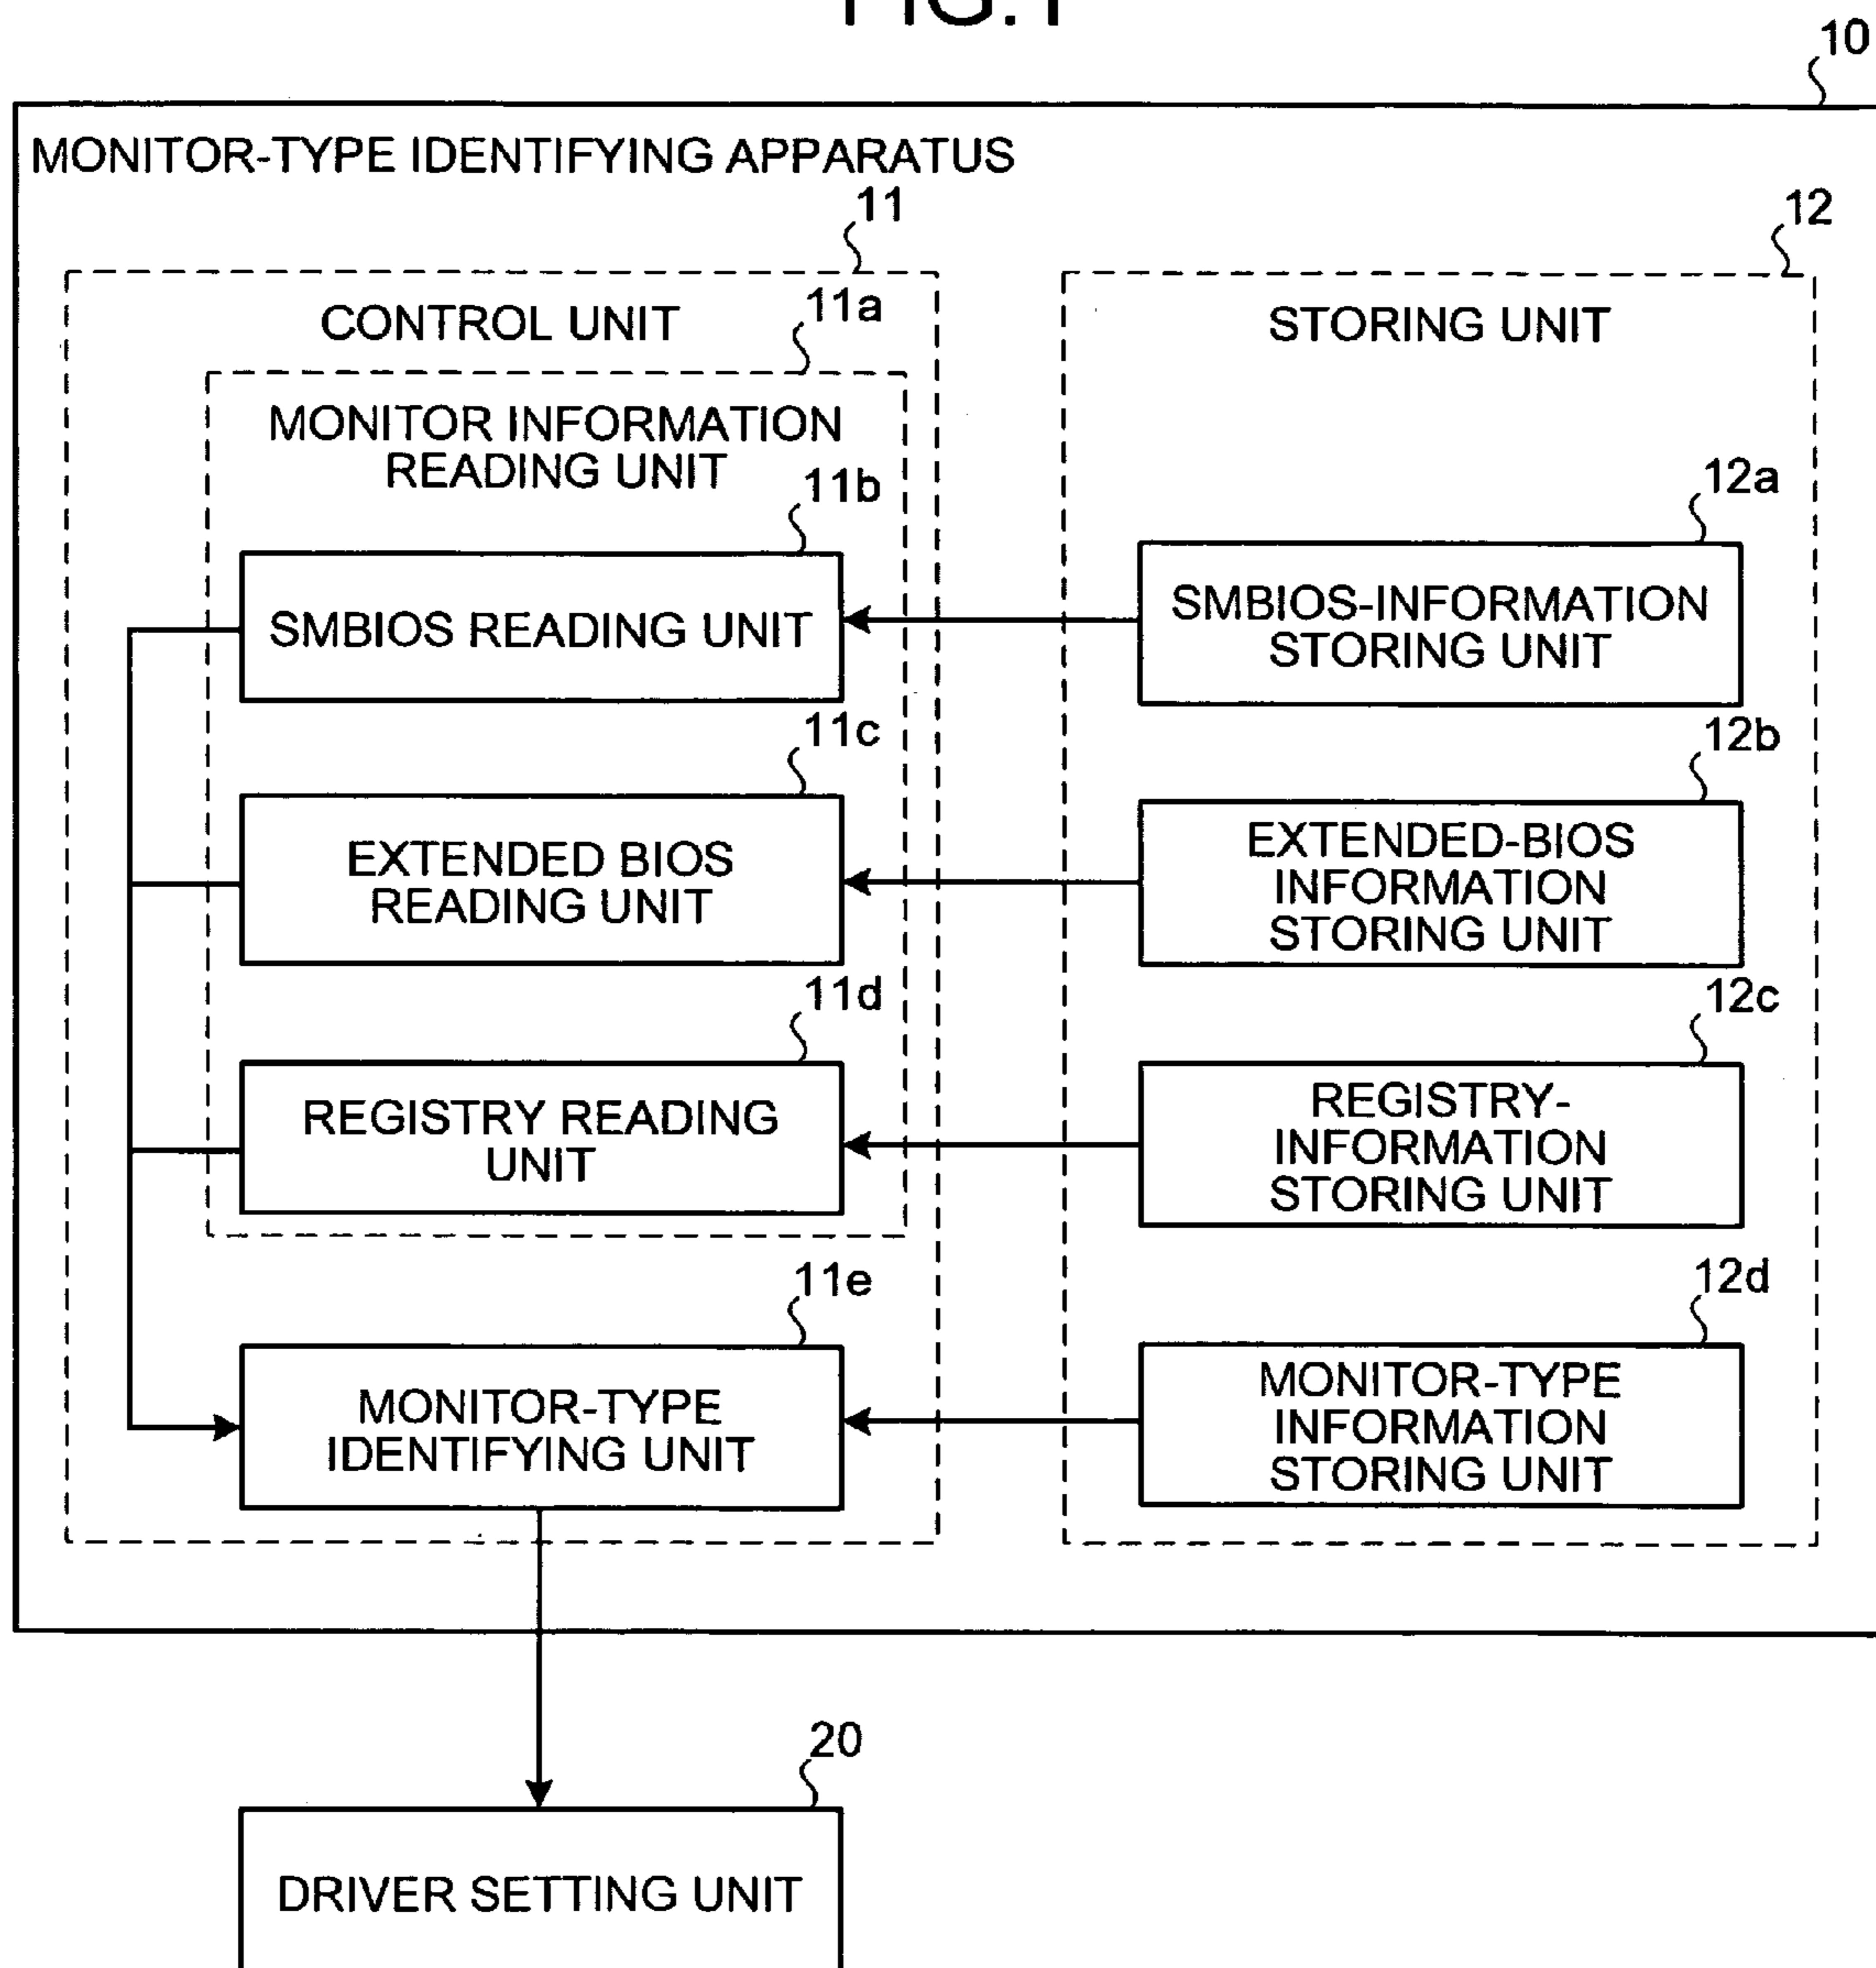 FIG.1
10
MONITOR-TYPE IDENTIFYING APPARATUS
11
12
CONTROL UNIT
11a
STORING UNIT
MONITOR INFORMATION
READING UNIT
11b
12a
SMBIOS READING UNIT
SMBIOS-INFORMATION
STORING UNIT
11c
12b
EXTENDED BIOS
READING UNIT
EXTENDED-BIOS
INFORMATION
STORING UNIT
11d
12c
REGISTRY READING
UNIT
REGISTRY-
INFORMATION
STORING UNIT
11e
12d
MONITOR-TYPE
IDENTIFYING UNIT
MONITOR-TYPE
INFORMATION
STORING UNIT
20
DRIVER SETTING UNIT